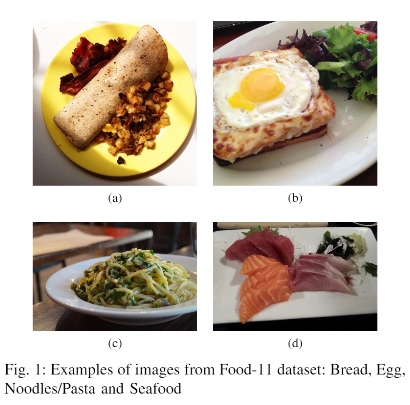 (a)
(b)
(c)
(d)
Fig. 1: Examples of images from Food-11 dataset: Bread, Egg,
Noodles/Pasta and Seafood